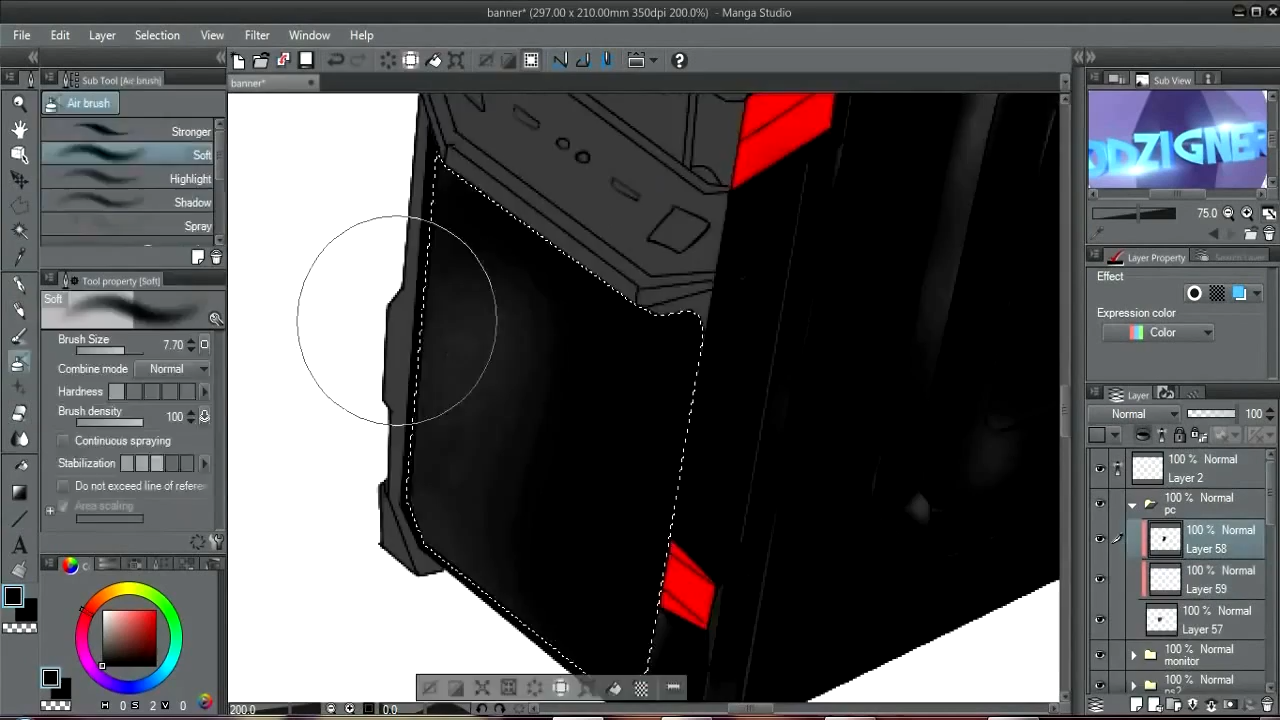 banner* (297.00 x 210.00mm 350dpi 200.0%) - Manga Studio
File Edit Layer Selection View Filter Window Help
Sub Tool [Air brush]
banner*
Sub View
Air brush
Stronger
Soft
Highlight
Shadow
Spray
ODZIGNER
75.0
Tool property [Soft]
Soft
Layer Property
Search Layer
Effect
Expression color
Color
Brush Size 7.70
Combine mode Normal
Hardness
Brush density 100
Continuous spraying
Stabilization
Do not exceed line of refere
Area scaling
Layer
Normal 100
100 % Normal
Layer 2
100 % Normal
pc
100 % Normal
Layer 58
100 % Normal
Layer 59
100 % Normal
Layer 57
100 % Normal
monitor
100 % Normal
ps2
A
H 0 S 2 V 0
200.0 0.0